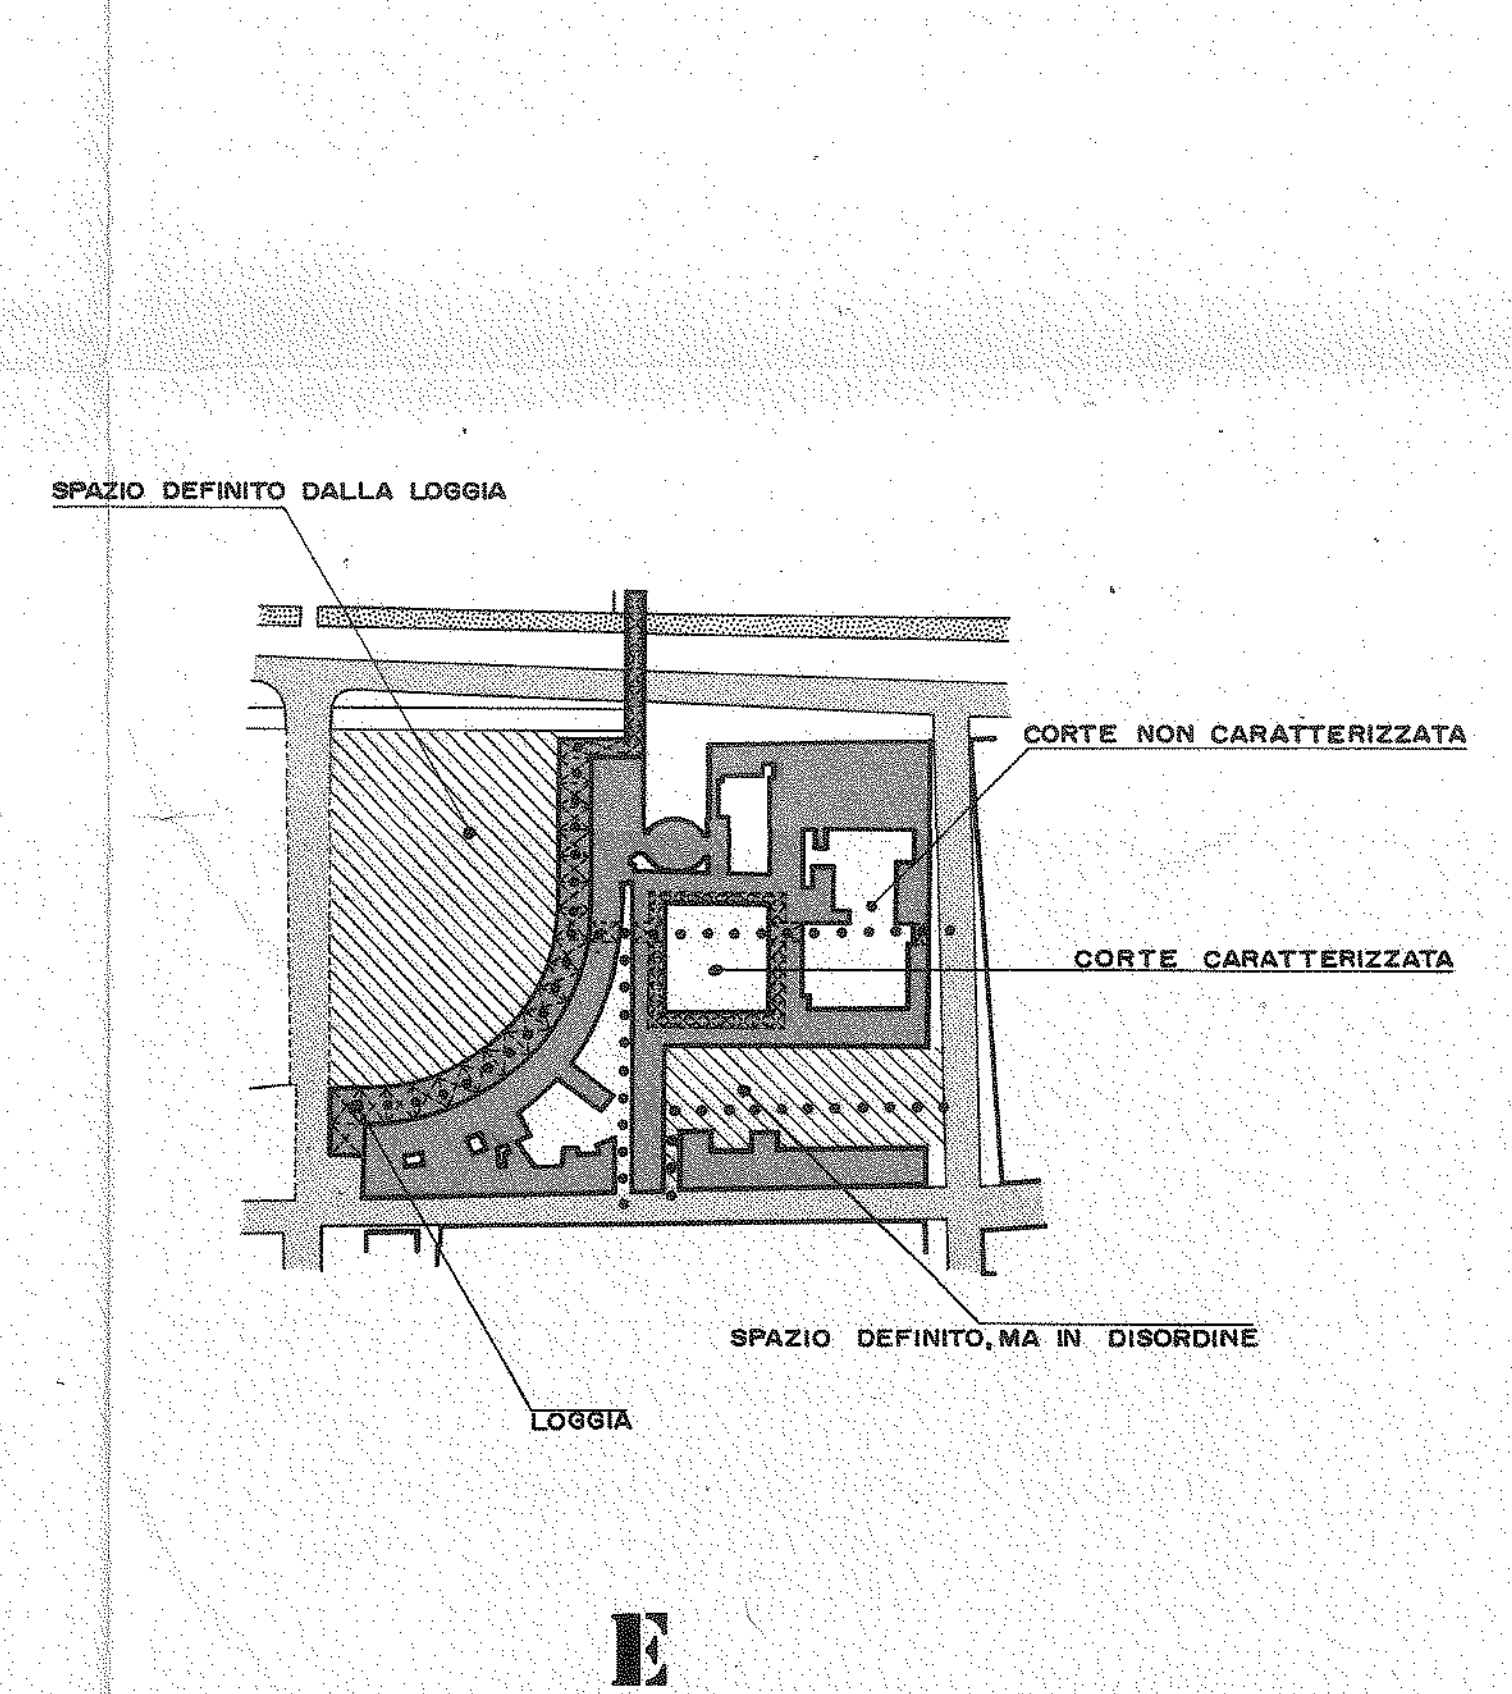 SPAZIO DEFINITO DALLA LOGGIA
CORTE NON CARATTERIZZATA
CORTE CARATTERIZZATA
SPAZIO DEFINITO, MA IN DISORDINE
LOGGIA
E